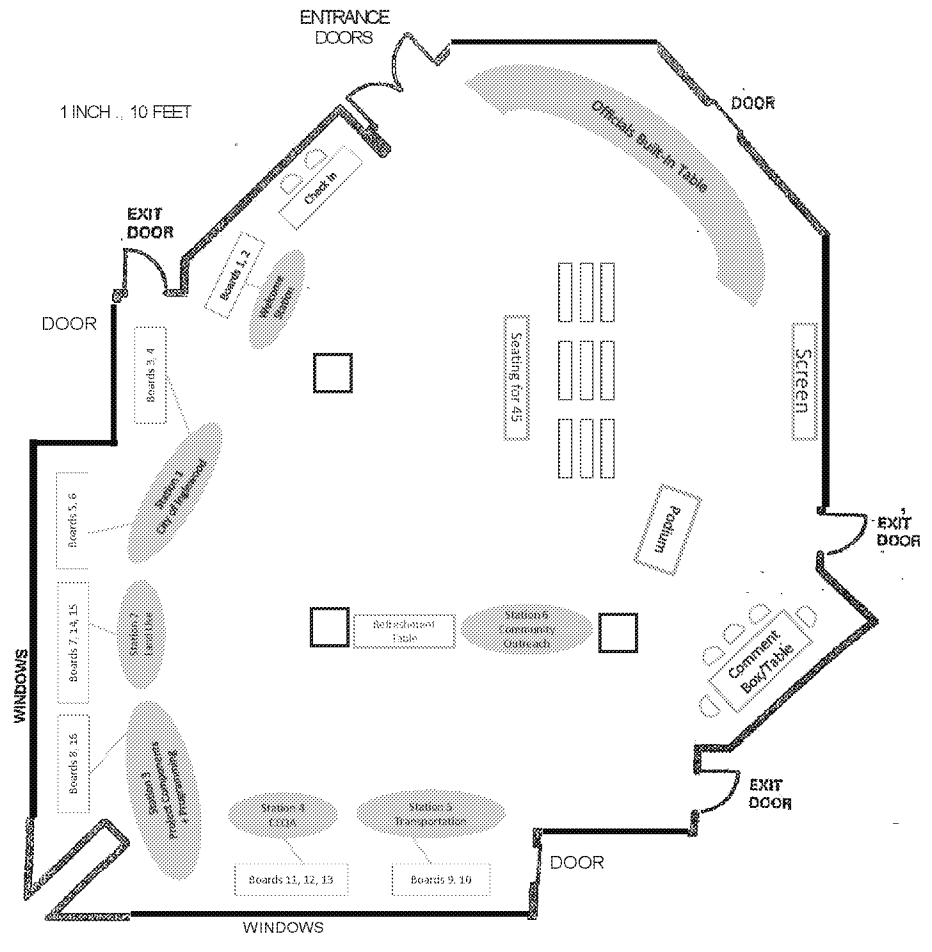 ENTRANCE
DOORS
1 INCH ., 10 FEET
DOOR
Officials Built-In Table
Check In
EXIT
DOOR
Boards 1, 2
Welcome
Station
DOOR
Boards 3, 4
Seating for 45
Screen
Station 1
City of Inglewood
Boards 5, 6
Podium
EXIT
DOOR
Station 2
Land Use
Boards 7, 14, 15
Refreshment
Table
Station 6
Community
Outreach
Comment
Box/Table
WINDOWS
Boards 8, 16
Station 3
Project Components
+ Programming
Station 4
CEQA
Station 5
Transportation
EXIT
DOOR
Boards 11, 12, 13
Boards 9, 10
DOOR
WINDOWS